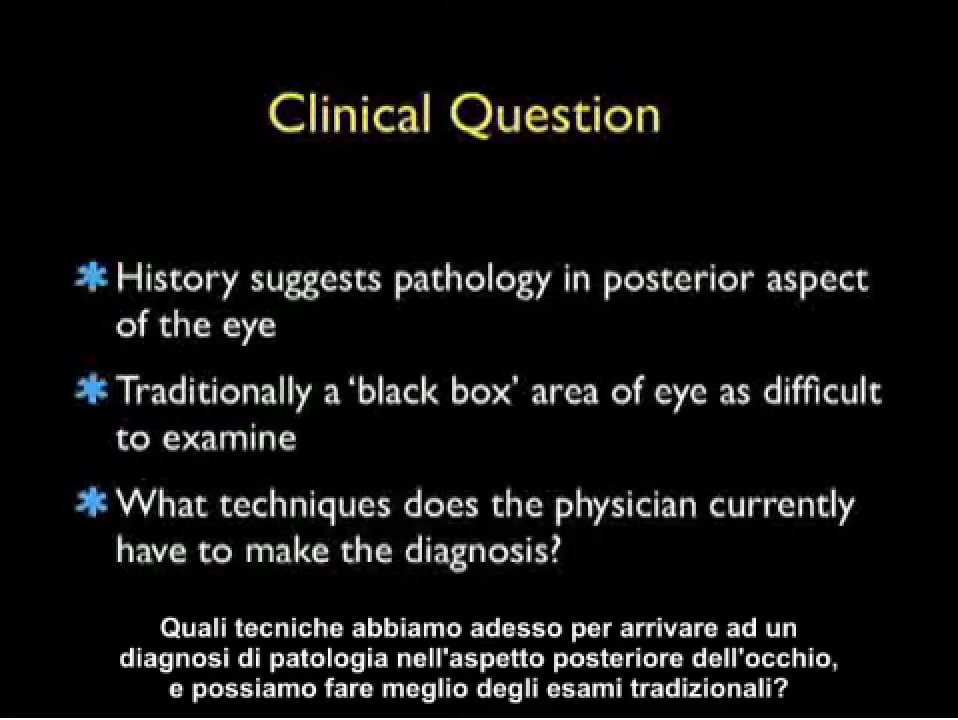 Clinical Question
History suggests pathology in posterior aspect
of the eye
Traditionally a ‘black box’ area of eye as difficult
to examine
What techniques does the physician currently
have to make the diagnosis?
Quali tecniche abbiamo adesso per arrivare ad un
diagnosi di patologia nell'aspetto posteriore dell'occhio,
e possiamo fare meglio degli esami tradizionali?